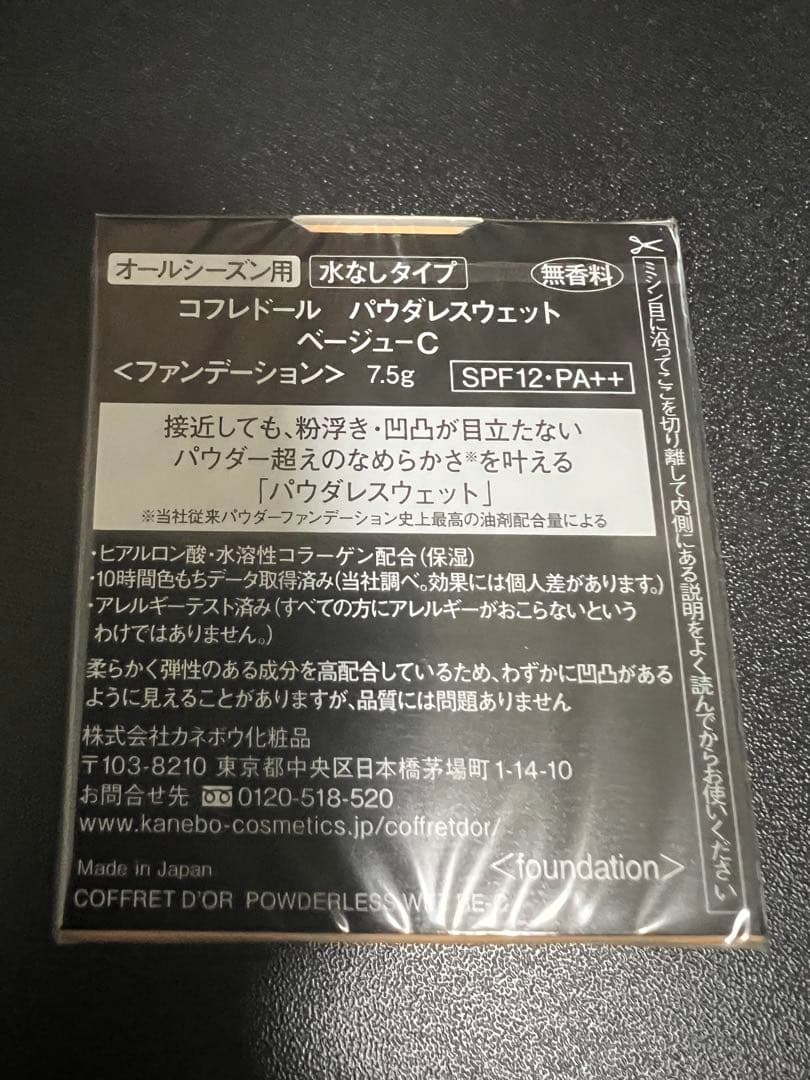 オールシーズン用 水なしタイプ 無香料
コフレドール パウダレスウェット
ベージューC
<ファンデーション> 7.5g SPF12・PA++
接近しても、粉浮き・凹凸が目立たない
パウダー超えのなめらかさ※を叶える
「パウダレスウェット」
※当社従来パウダーファンデーション史上最高の油剤配合量による
・ヒアルロン酸・水溶性コラーゲン配合(保湿)
・10時間色もちデータ取得済み(当社調べ。効果には個人差があります。)
・アレルギーテスト済み(すべての方にアレルギーがおこらないという
わけではありません。)
柔らかく弾性のある成分を高配合しているため、わずかに凹凸がある
ように見えることがありますが、品質には問題ありません
株式会社カネボウ化粧品
〒103-8210 東京都中央区日本橋茅場町1-14-10
お問合せ先 0120-518-520
www.kanebo-cosmetics.jp/coffretdor/
Made in Japan
<foundation>
COFFRET D'OR POWDERLESS WET BE-C
ミシン目に沿ってここを切り離して内側にある説明をよく読んでからお使いください